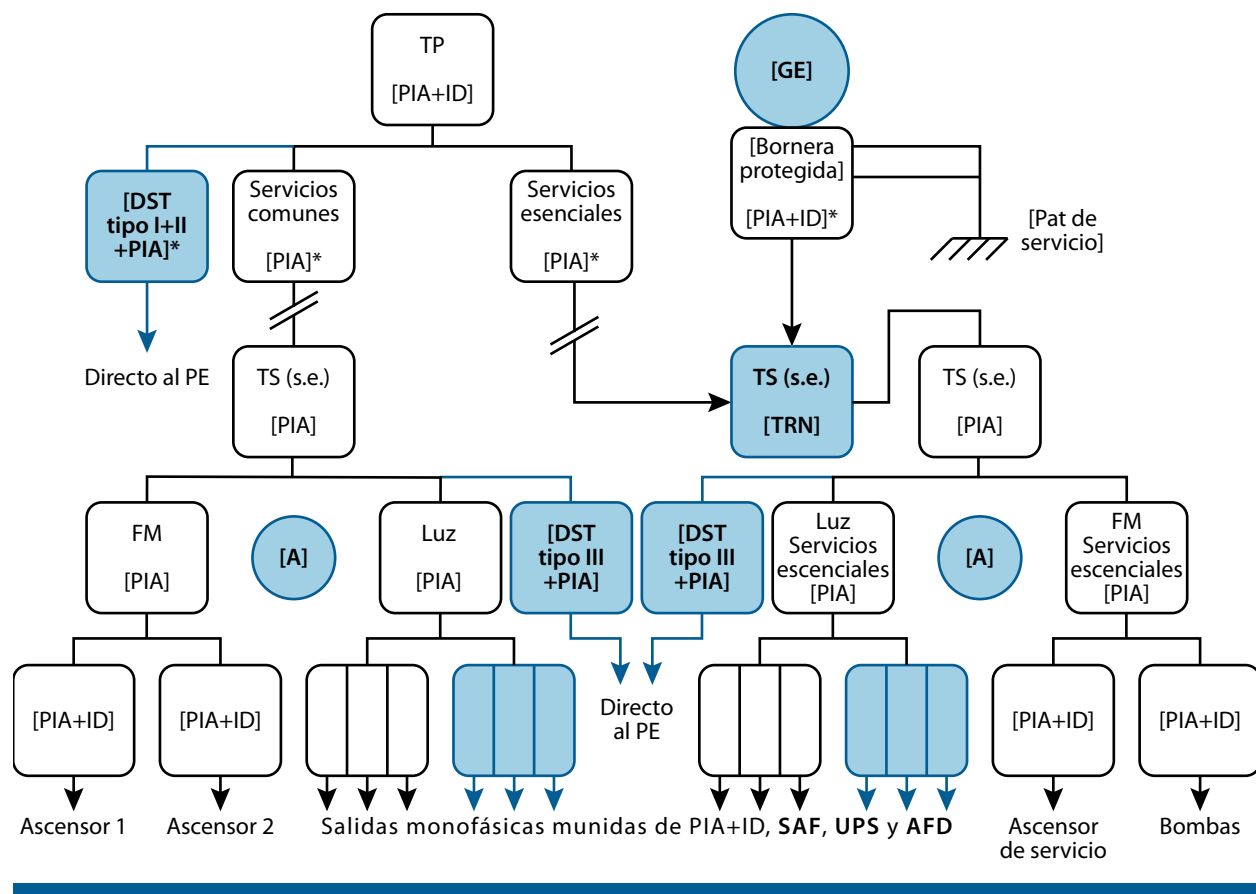 TP
[PIA+ID]
[GE]
[Bornera
protegida]
[PIA+ID]*
[Pat de
servicio]
[DST
tipo I+II
+PIA]*
Servicios
comunes
[PIA]*
Servicios
esenciales
[PIA]*
Directo al PE
TS (s.e.)
[PIA]
TS (s.e.)
[TRN]
TS (s.e.)
[PIA]
FM
[PIA]
[A]
Luz
[PIA]
[DST
tipo III
+PIA]
[DST
tipo III
+PIA]
Luz
Servicios
escenciales
[PIA]
[A]
FM
Servicios
escenciales
[PIA]
[PIA+ID]
[PIA+ID]
Directo
al PE
[PIA+ID]
[PIA+ID]
Ascensor 1
Ascensor 2
Salidas monofásicas munidas de PIA+ID, SAF, UPS y AFD
Ascensor
de servicio
Bombas